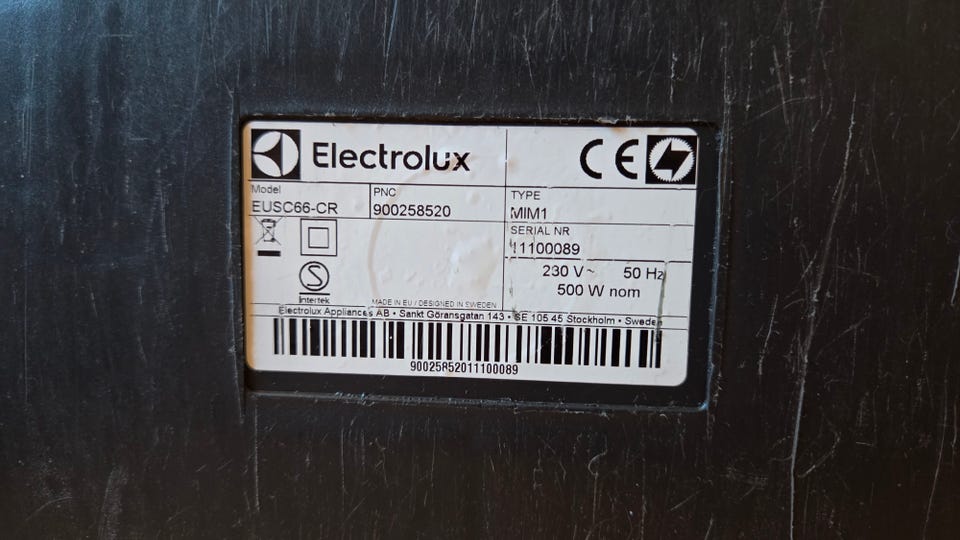 Electrolux
CE
Model
EUSC66-CR
PNC
900258520
TYPE
MIM1
SERIAL NR
11100089
S
Intertek
230 V ~ 50 Hz
500 W nom
MADE IN EU / DESIGNED IN SWEDEN
Electrolux Appliances AB • Sankt Göransgatan 143 • SE 105 45 Stockholm • Sweden
90025852011100089